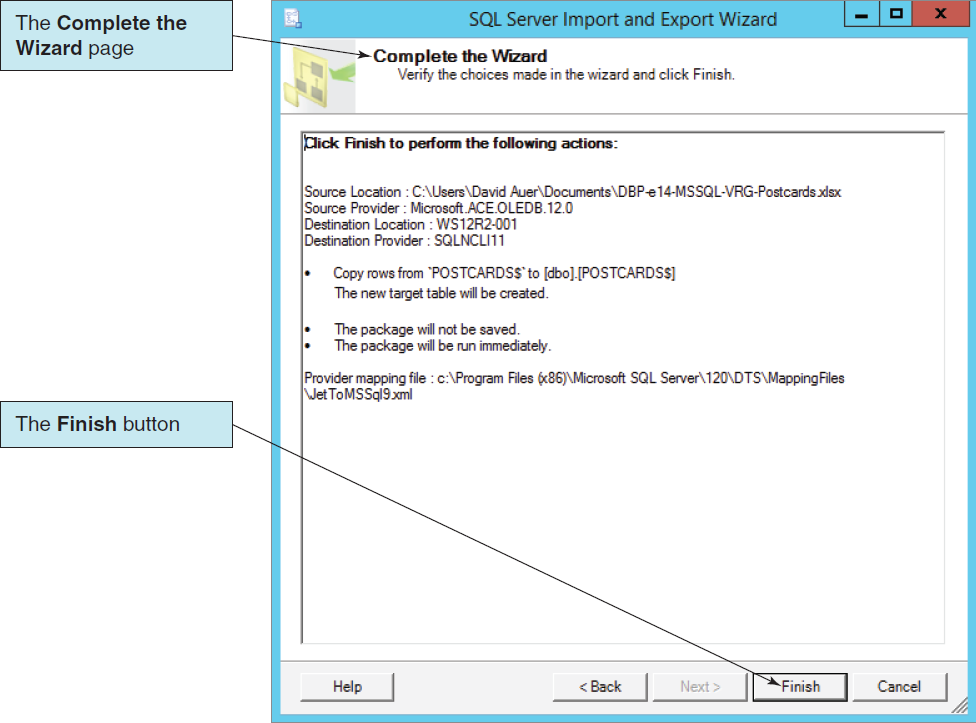 The Complete the
Wizard page
SQL Server Import and Export Wizard
Complete the Wizard
Verify the choices made in the wizard and click Finish.
Click Finish to perform the following actions:
Source Location : C:\Users\David Auer\Documents\DBP-e14-MSSQL-VRG-Postcards.xlsx
Source Provider : Microsoft.ACE.OLEDB.12.0
Destination Location : WS12R2-001
Destination Provider : SQLNCLI11
• Copy rows from `POSTCARDS$` to [dbo].[POSTCARDS$]
The new target table will be created.
• The package will not be saved.
• The package will be run immediately.
Provider mapping file : c:\Program Files (x86)\Microsoft SQL Server\120\DTS\MappingFiles
\JetToMSSql9.xml
The Finish button
Help
< Back
Next >
Finish
Cancel